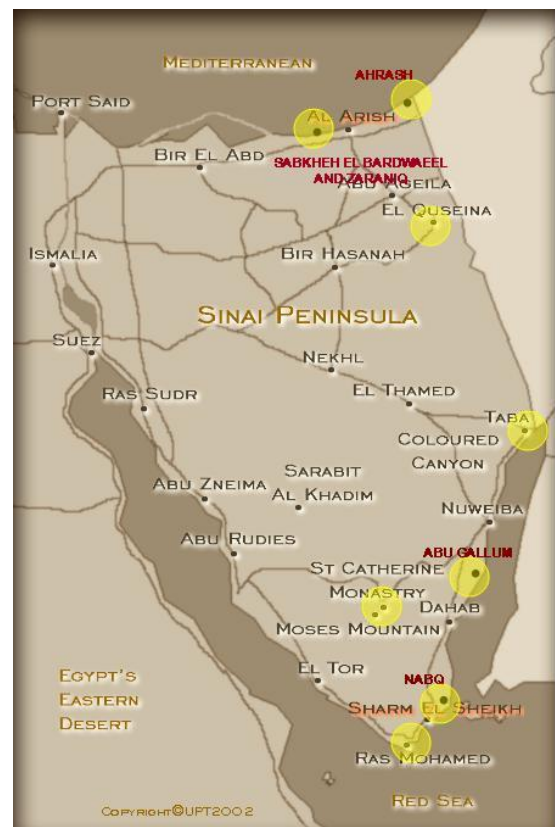 MEDITERRANEAN
AHRASH
PORT SAID
AL ARISH
BIR EL ABD
SABKHEH EL BARDWAEEL
AND ZARANIQ
ABU AGEILA
EL QUSEINA
ISMALIA
BIR HASANAH
SINAI PENINSULA
SUEZ
NEKHL
RAS SUDR
EL THAMED
TABA
COLOURED
CANYON
SARABIT
AL KHADIM
ABU ZNEIMA
NUWEIBA
ABU RUDIES
ABU GALLUM
ST CATHERINE
MONASTRY
DAHAB
MOSES MOUNTAIN
EL TOR
NABQ
EGYPT'S
EASTERN
DESERT
SHARM EL SHEIKH
RAS MOHAMED
RED SEA
COPYRIGHT©UPT2002